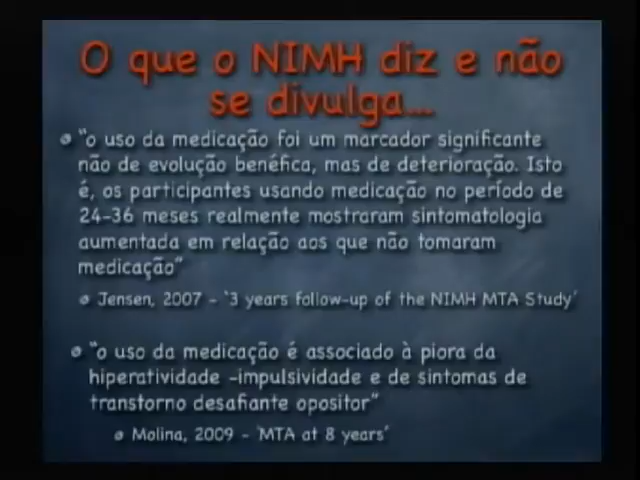 O que o NIMH diz e não
se divulga...
"o uso da medicação foi um marcador significante
não de evolução benéfica, mas de deterioração. Isto
é, os participantes usando medicação no período de
24-36 meses realmente mostraram sintomatologia
aumentada em relação aos que não tomaram
medicação"
Jensen, 2007 - '3 years follow-up of the NIMH MTA Study'
"o uso da medicação é associado à piora da
hiperatividade -impulsividade e de sintomas de
transtorno desafiante opositor"
Molina, 2009 - 'MTA at 8 years'